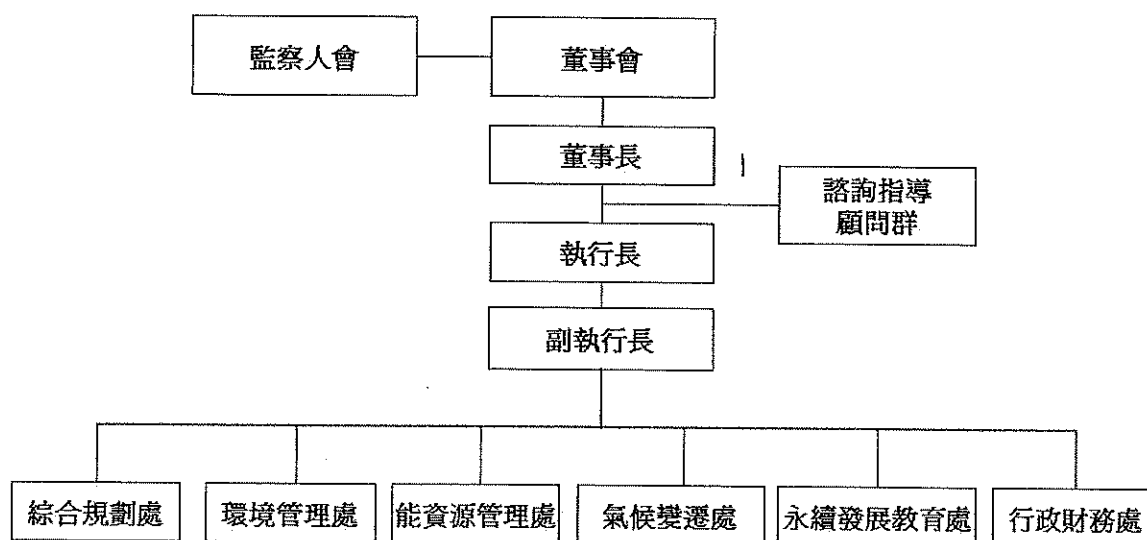 監察人會
董事會
董事長
諮詢指導
顧問群
執行長
副執行長
綜合規劃處
環境管理處
能資源管理處
氣候變遷處
永續發展教育處
行政財務處